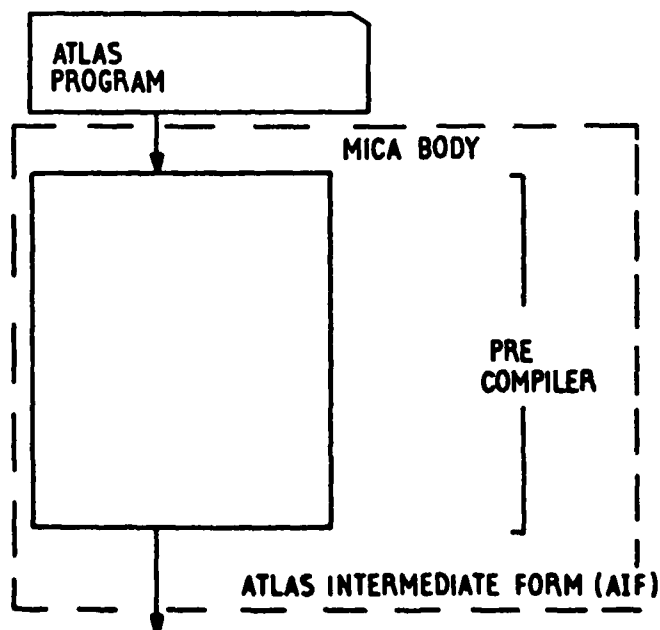 ATLAS
PROGRAM
MICA BODY
PRE
COMPILER
ATLAS INTERMEDIATE FORM (AIF)